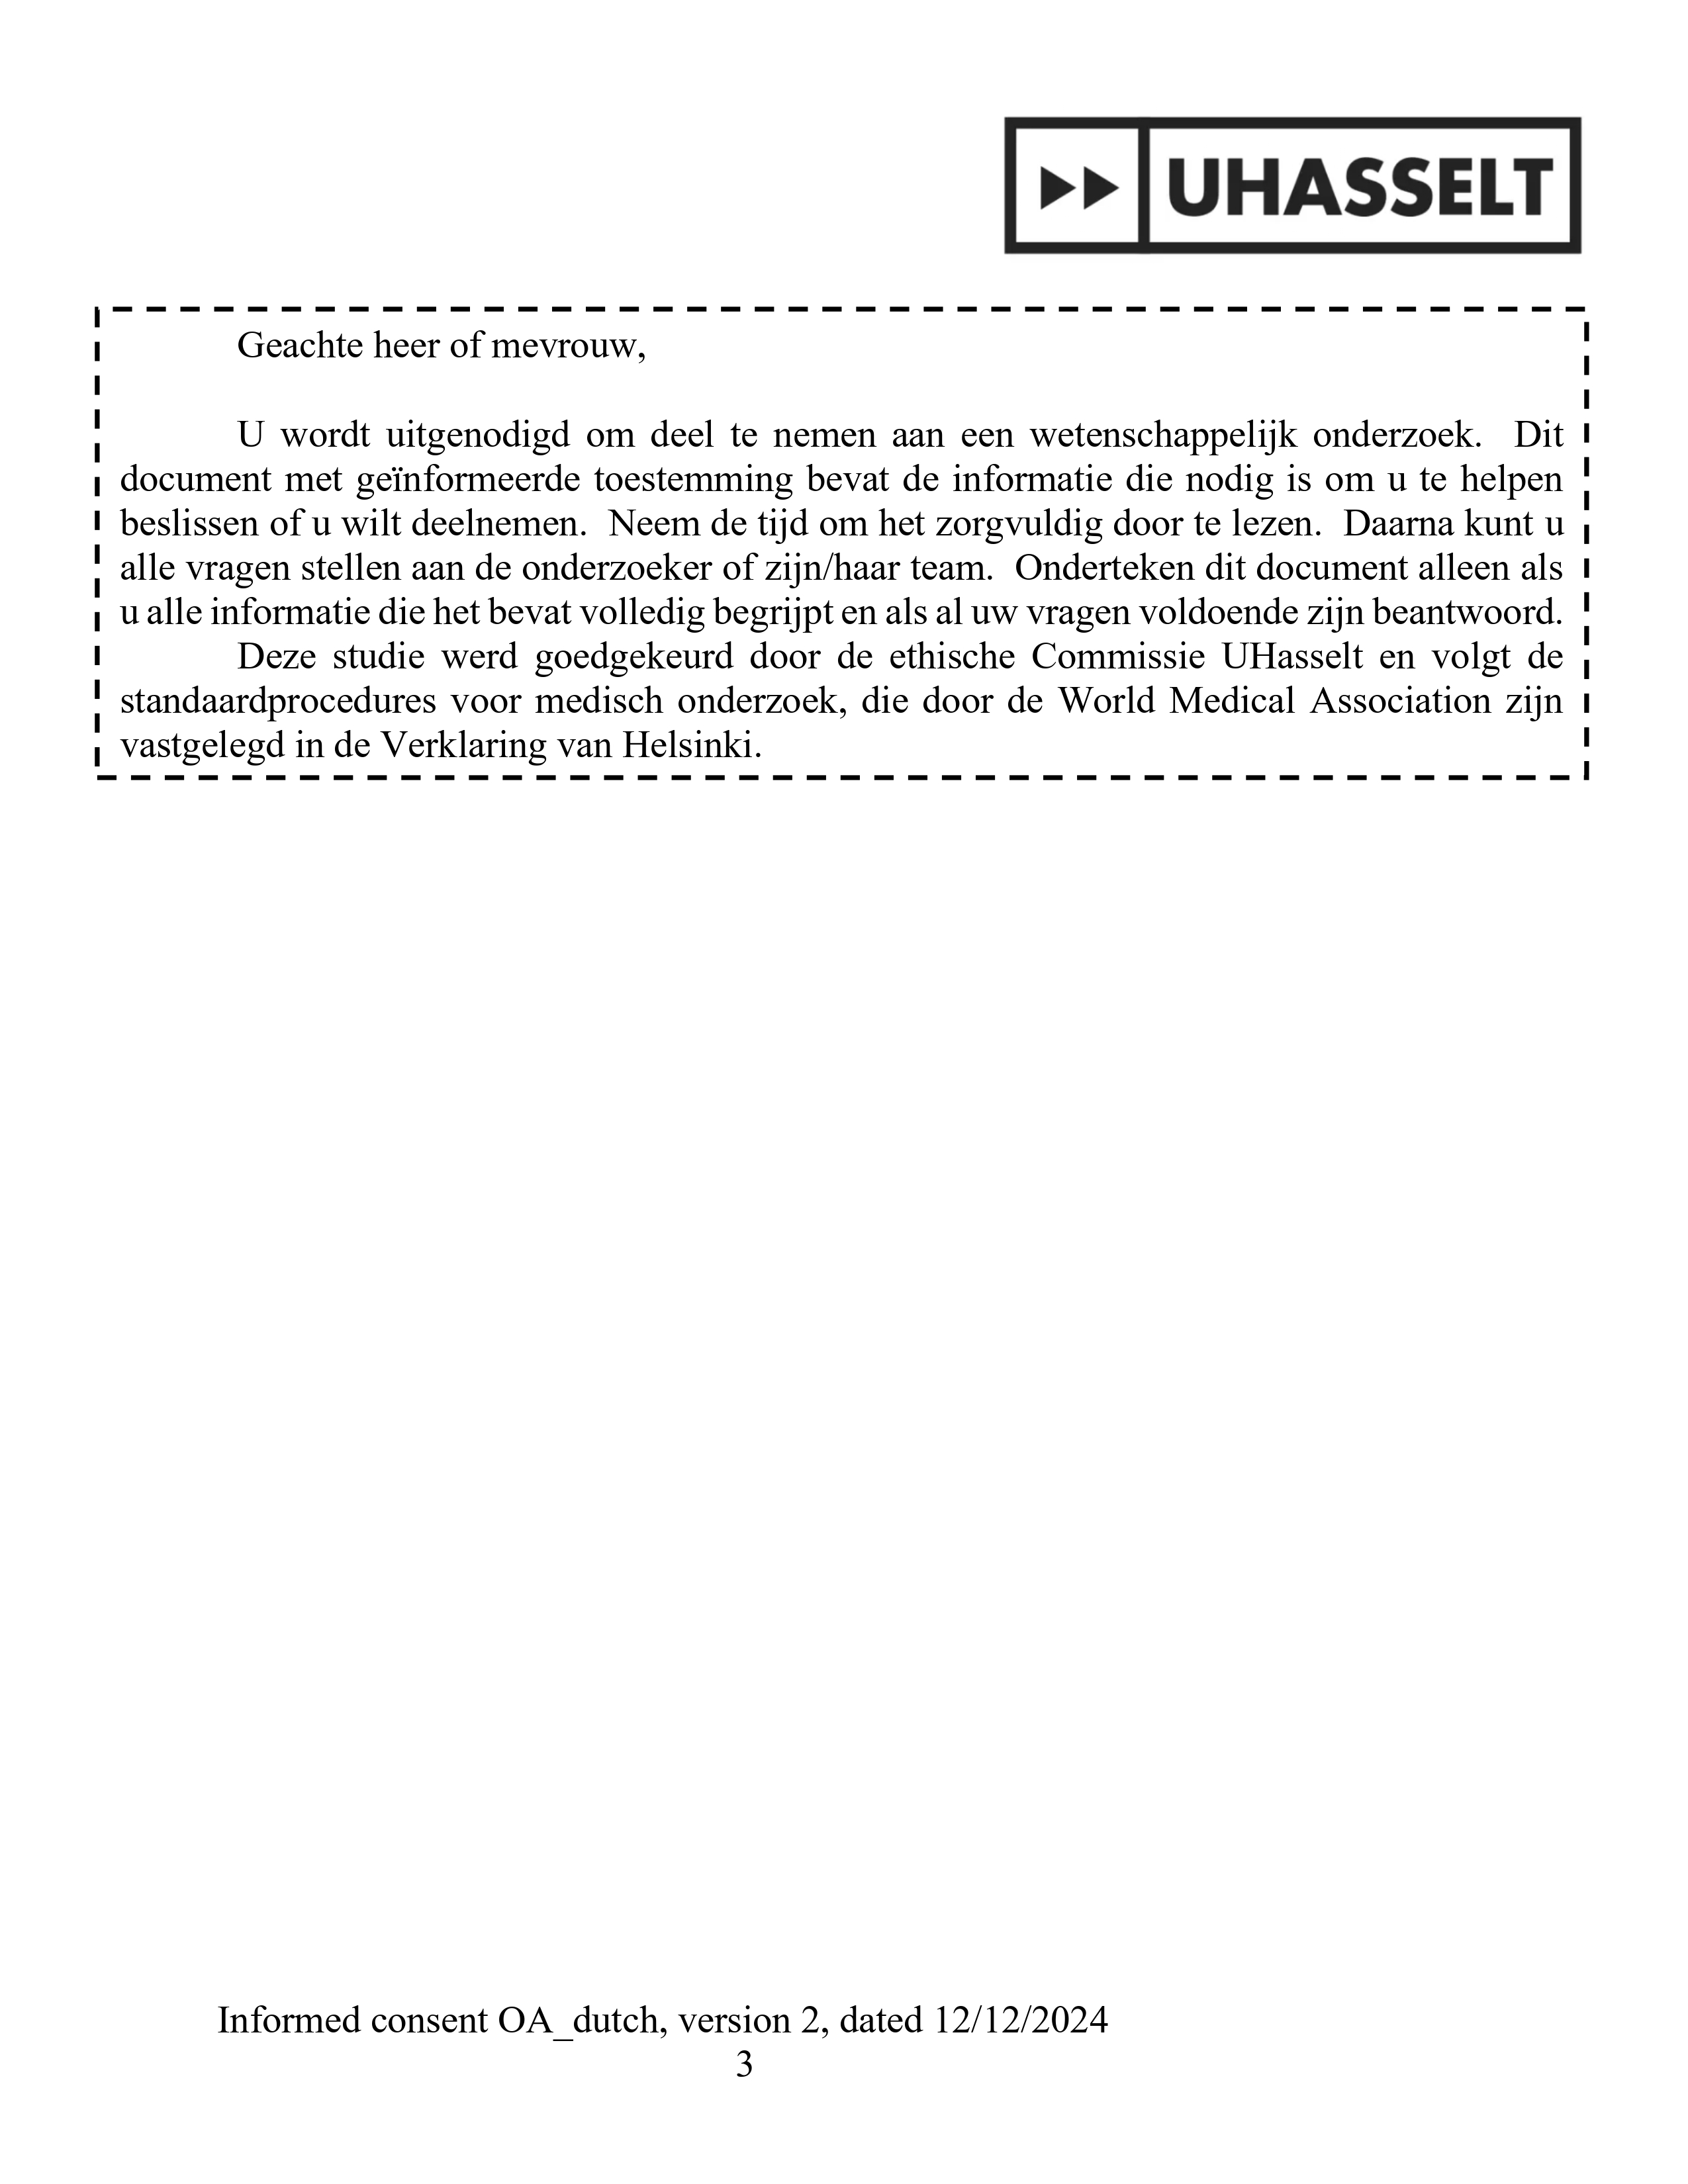 UHASSELT
Geachte heer of mevrouw,
U wordt uitgenodigd om deel te nemen aan een wetenschappelijk onderzoek. Dit
document met geïnformeerde toestemming bevat de informatie die nodig is om u te helpen
beslissen of u wilt deelnemen. Neem de tijd om het zorgvuldig door te lezen. Daarna kunt u
alle vragen stellen aan de onderzoeker of zijn/haar team. Onderteken dit document alleen als
u alle informatie die het bevat volledig begrijpt en als al uw vragen voldoende zijn beantwoord.
Deze studie werd goedgekeurd door de ethische Commissie UHasselt en volgt de
standaardprocedures voor medisch onderzoek, die door de World Medical Association zijn
vastgelegd in de Verklaring van Helsinki.
Informed consent OA_dutch, version 2, dated 12/12/2024
3